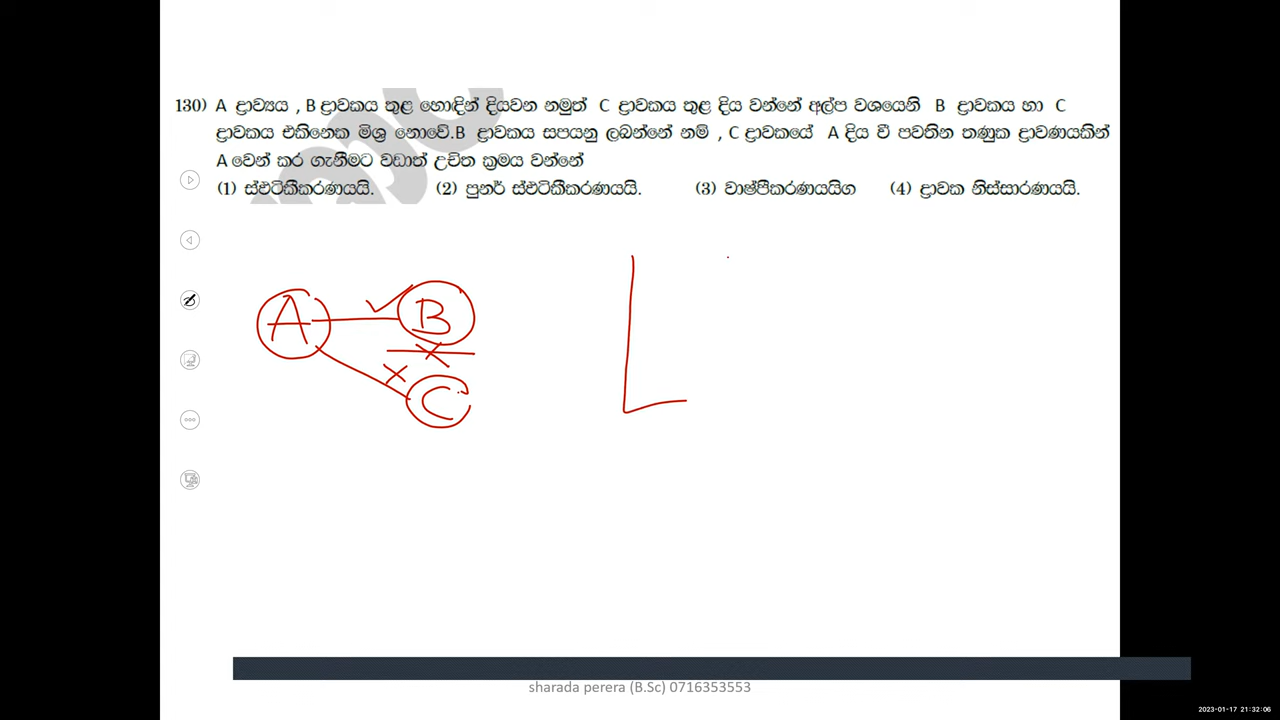 130) A ද්‍රාව්‍යය , B ද්‍රාවකය තුළ හොඳින් දියවන නමුත් C ද්‍රාවකය තුළ දිය වන්නේ අල්ප වශයෙනි B ද්‍රාවකය හා C
ද්‍රාවකය එකිනෙක මිශ්‍ර නොවේ.B ද්‍රාවකය සපයනු ලබන්නේ නම් , C ද්‍රාවකයේ A දිය වී පවතින තණුක ද්‍රාවණයකින්
A වෙන් කර ගැනීමට වඩාත් උචිත ක්‍රමය වන්නේ
(1) ස්ඵටිකීකරණයයි. (2) පුනර් ස්ඵටිකීකරණයයි. (3) වාෂ්පීකරණයයිග (4) ද්‍රාවක නිස්සාරණයයි.
A B
C
sharada perera (B.Sc) 0716353553
2023-01-17 21:32:06